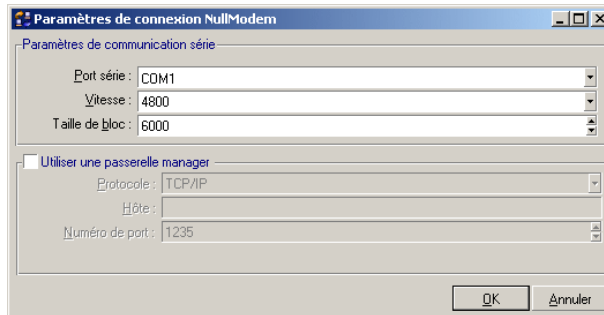 Paramètres de connexion NullModem
Paramètres de communication série
Port série : COM1
Vitesse : 4800
Taille de bloc : 6000
Utiliser une passerelle manager
Protocole : TCP/IP
Hôte :
Numéro de port : 1235
OK Annuler